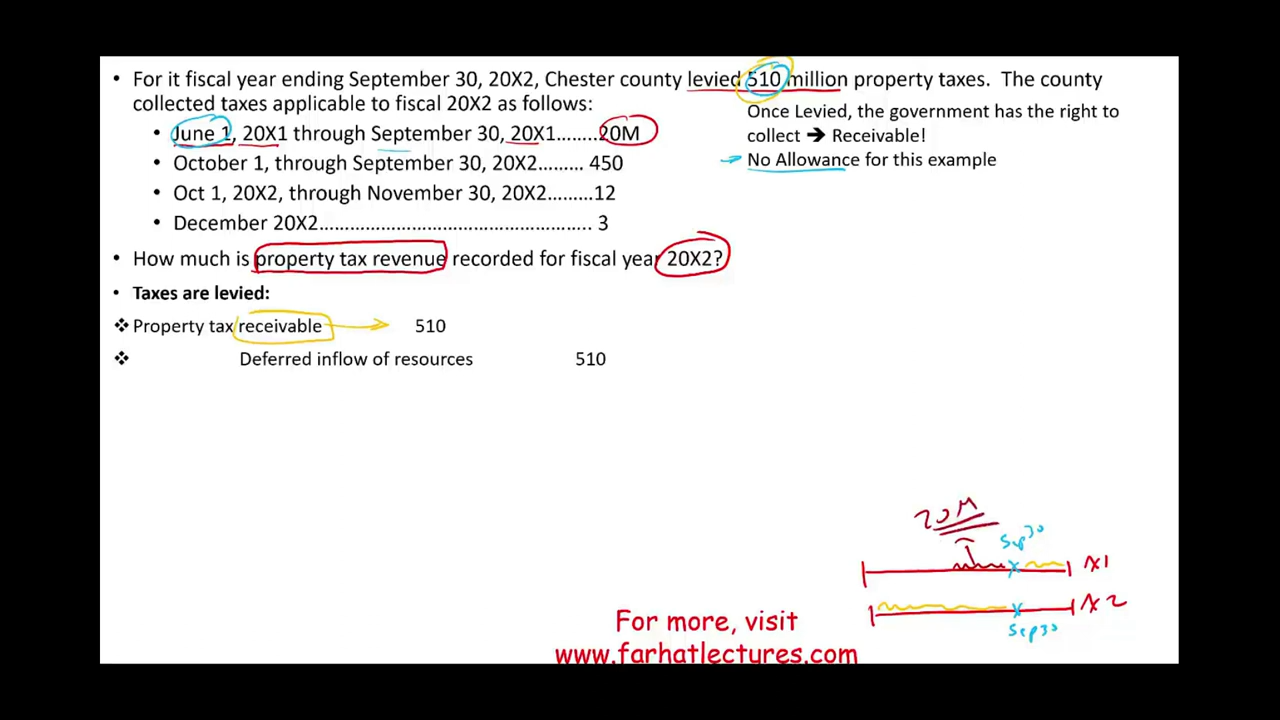 • For it fiscal year ending September 30, 20X2, Chester county levied 510 million property taxes. The county
collected taxes applicable to fiscal 20X2 as follows:
• June 1, 20X1 through September 30, 20X1......20M
• October 1, through September 30, 20X2......... 450
• Oct 1, 20X2, through November 30, 20X2.........12
• December 20X2...................................................... 3
Once Levied, the government has the right to
collect ➔ Receivable!
No Allowance for this example
• How much is property tax revenue recorded for fiscal year 20X2?
• Taxes are levied:
❖ Property tax receivable 510
❖ Deferred inflow of resources 510
20M
Sep 30
X1
X2
Sep 30
For more, visit
www.farhatlectures.com